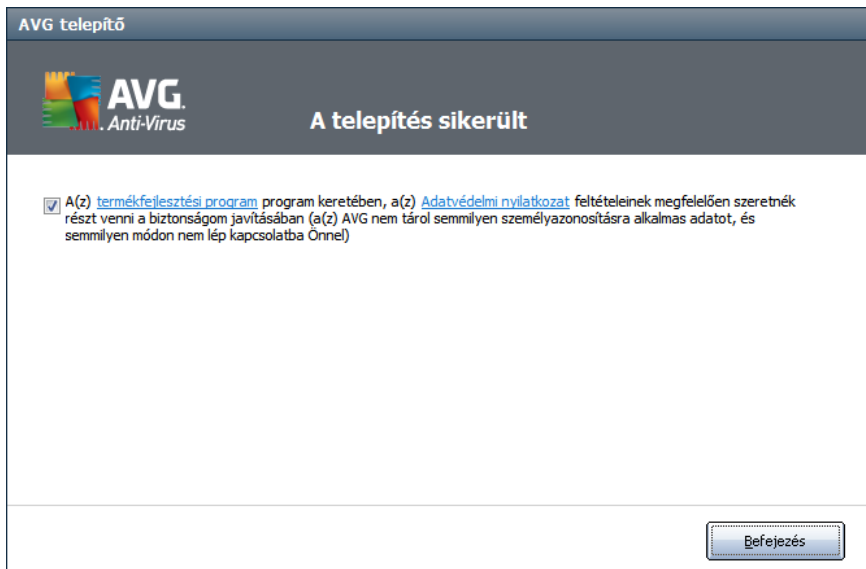 AVG telepítő
AVG.
Anti-Virus
A telepítés sikerült
A(z) termékfejlesztési program program keretében, a(z) Adatvédelmi nyilatkozat feltételeinek megfelelően szeretnék
részt venni a biztonságom javításában (a(z) AVG nem tárol semmilyen személyazonosításra alkalmas adatot, és
semmilyen módon nem lép kapcsolatba Önnel)
Befejezés